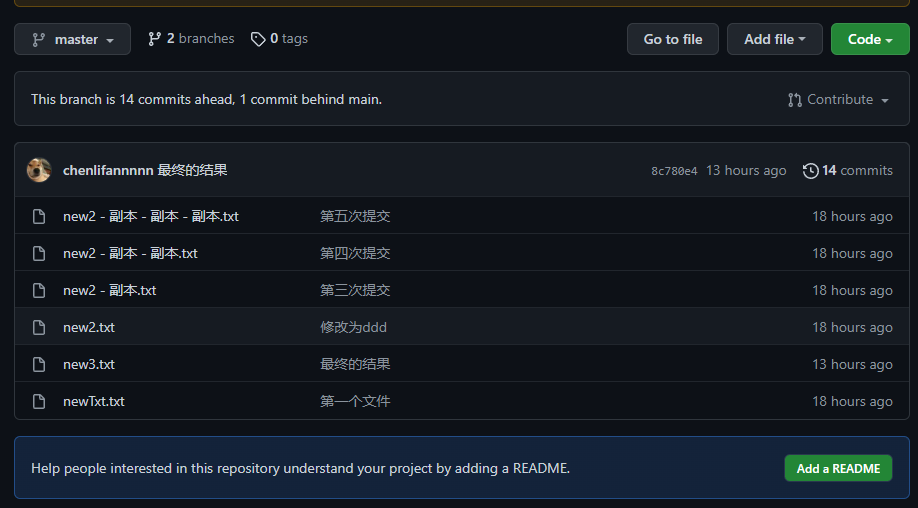 master 2 branches 0 tags Go to file Add file Code
This branch is 14 commits ahead, 1 commit behind main. Contribute
chenlifannnnn 最终的结果 8c780e4 13 hours ago 14 commits
new2 - 副本 - 副本 - 副本.txt 第五次提交 18 hours ago
new2 - 副本 - 副本.txt 第四次提交 18 hours ago
new2 - 副本.txt 第三次提交 18 hours ago
new2.txt 修改为ddd 18 hours ago
new3.txt 最终的结果 13 hours ago
newTxt.txt 第一个文件 18 hours ago
Help people interested in this repository understand your project by adding a README. Add a README